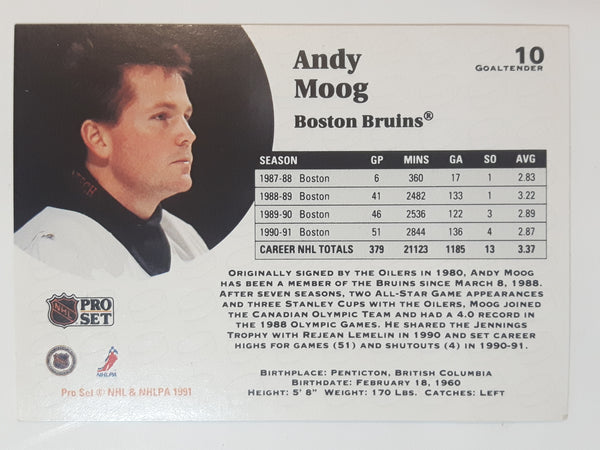 Andy
Moog
Boston Bruins®
10
GOALTENDER
SEASON GP MINS GA SO AVG
1987-88 Boston 6 360 17 1 2.83
1988-89 Boston 41 2482 133 1 3.22
1989-90 Boston 46 2536 122 3 2.89
1990-91 Boston 51 2844 136 4 2.87
CAREER NHL TOTALS 379 21123 1185 13 3.37
ORIGINALLY SIGNED BY THE OILERS IN 1980, ANDY MOOG
HAS BEEN A MEMBER OF THE BRUINS SINCE MARCH 8, 1988.
AFTER SEVEN SEASONS, TWO ALL-STAR GAME APPEARANCES
AND THREE STANLEY CUPS WITH THE OILERS, MOOG JOINED
THE CANADIAN OLYMPIC TEAM AND HAD A 4.0 RECORD IN
THE 1988 OLYMPIC GAMES. HE SHARED THE JENNINGS
TROPHY WITH REJEAN LEMELIN IN 1990 AND SET CAREER
HIGHS FOR GAMES (51) AND SHUTOUTS (4) IN 1990-91.
BIRTHPLACE: PENTICTON, BRITISH COLUMBIA
BIRTHDATE: FEBRUARY 18, 1960
HEIGHT: 5' 8" WEIGHT: 170 LBS. CATCHES: LEFT
NHL PRO
SET
NHLPA
Pro Set © NHL & NHLPA 1991